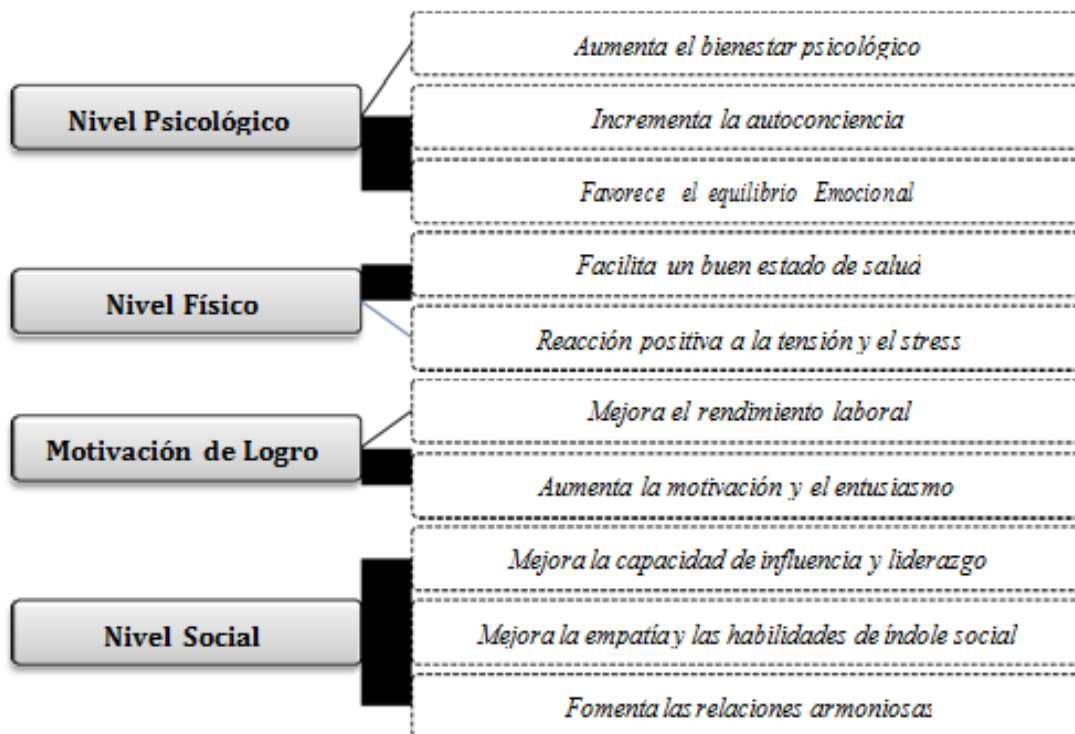 Nivel Psicológico
Aumenta el bienestar psicológico
Incrementa la autoconciencia
Favorece el equilibrio Emocional
Nivel Físico
Facilita un buen estado de salud
Reacción positiva a la tensión y el stress
Motivación de Logro
Mejora el rendimiento laboral
Aumenta la motivación y el entusiasmo
Nivel Social
Mejora la capacidad de influencia y liderazgo
Mejora la empatía y las habilidades de índole social
Fomenta las relaciones armoniosas